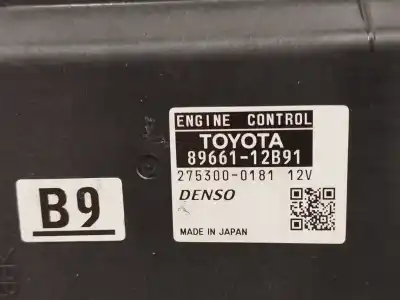 ENGINE CONTROL
TOYOTA
89661-12B91
275300-0181 12V
DENSO
MADE IN JAPAN
B9